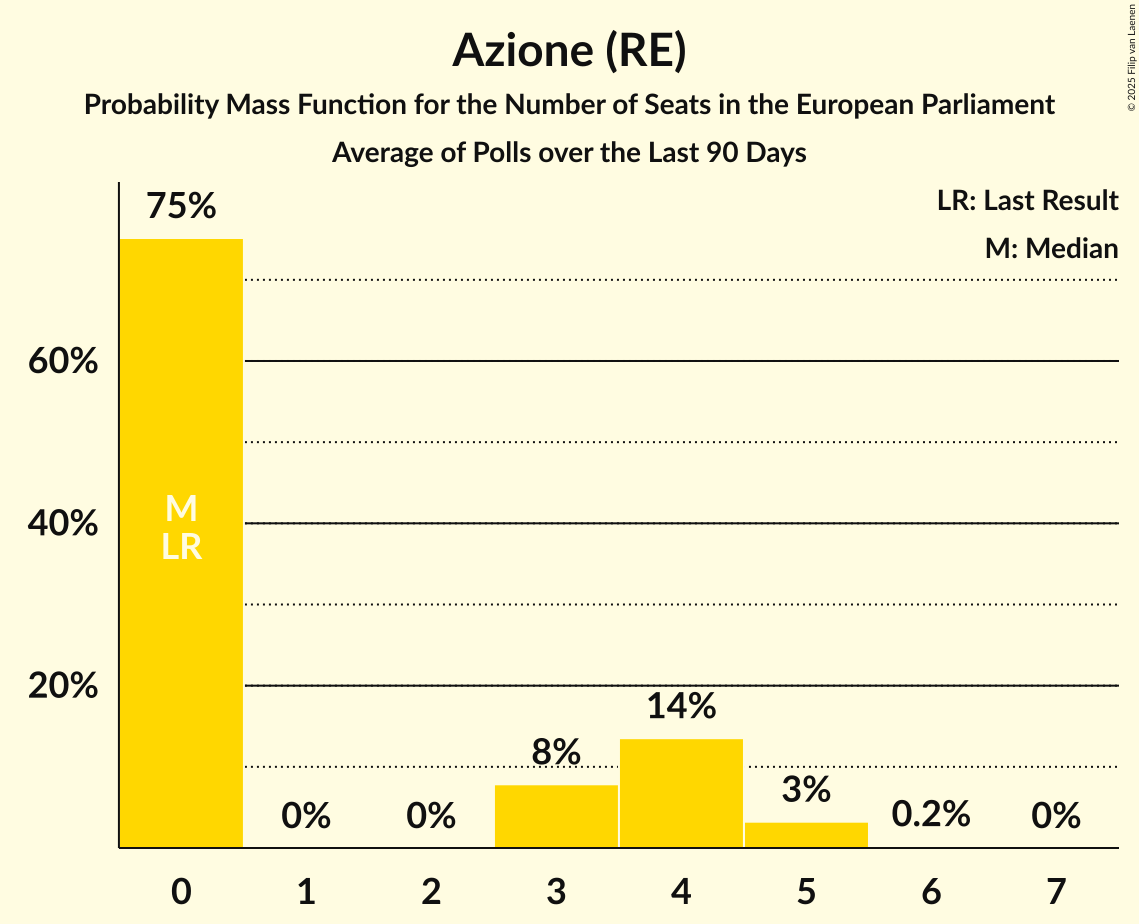 Azione (RE)
Probability Mass Function for the Number of Seats in the European Parliament
Average of Polls over the Last 90 Days
© 2025 Filip van Laenen
LR: Last Result
M: Median
75%
60%
40%
20%
M
LR
0%
0%
8%
14%
3%
0.2%
0%
0 1 2 3 4 5 6 7